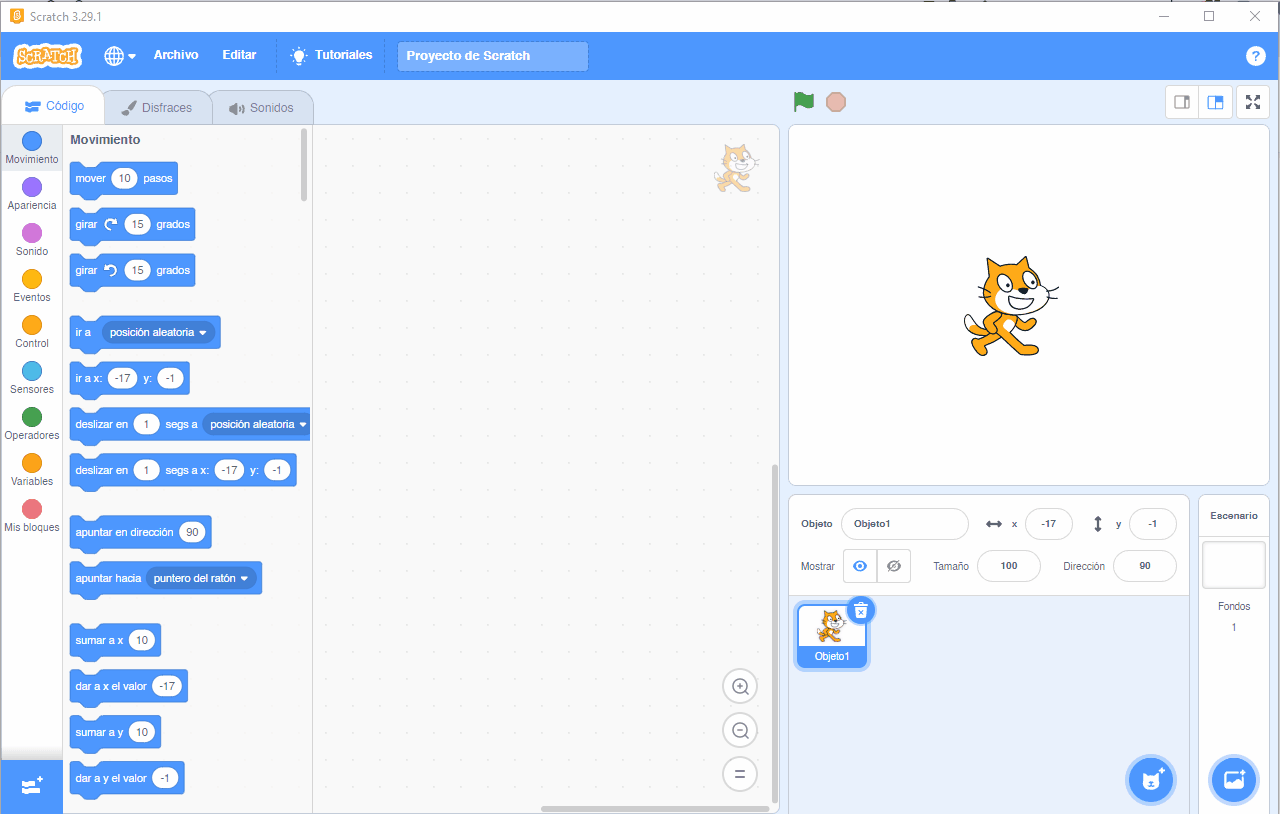 Scratch 3.29.1
SCRATCH
Archivo
Editar
Tutoriales
Proyecto de Scratch
?
Código
Disfraces
Sonidos
Movimiento
Apariencia
Sonido
Eventos
Control
Sensores
Operadores
Variables
Mis bloques
Movimiento
mover 10 pasos
girar 15 grados
girar 15 grados
ir a posición aleatoria
ir a x: -17 y: -1
deslizar en 1 segs a posición aleatoria
deslizar en 1 segs a x: -17 y: -1
apuntar en dirección 90
apuntar hacia puntero del ratón
sumar a x 10
dar a x el valor -17
sumar a y 10
dar a y el valor -1
Objeto Objeto1 x -17 y -1
Mostrar Tamaño 100 Dirección 90
Objeto1
Escenario
Fondos
1